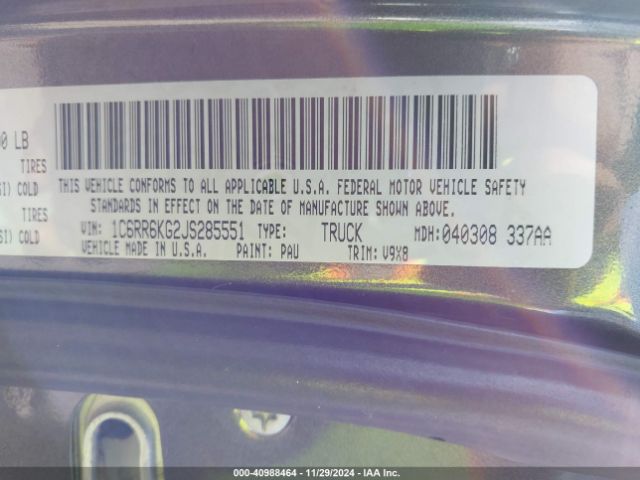 0 LB
TIRES
SI) COLD
TIRES
SI) COLD
THIS VEHICLE CONFORMS TO ALL APPLICABLE U.S.A. FEDERAL MOTOR VEHICLE SAFETY
STANDARDS IN EFFECT ON THE DATE OF MANUFACTURE SHOWN ABOVE.
VIN: 1C6RR6KG2JS285551 TYPE: TRUCK MDH: 040308 337AA
VEHICLE MADE IN U.S.A. PAINT: PAU TRIM: V9X8
000-40988464 | 11/29/2024 | IAA Inc.